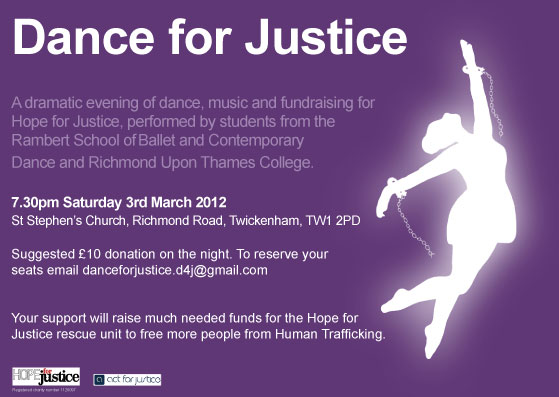 Dance for Justice
A dramatic evening of dance, music and fundraising for
Hope for Justice, performed by students from the
Rambert School of Ballet and Contemporary
Dance and Richmond Upon Thames College.
7.30pm Saturday 3rd March 2012
St Stephen's Church, Richmond Road, Twickenham, TW1 2PD
Suggested £10 donation on the night. To reserve your
seats email danceforjustice.d4j@gmail.com
Your support will raise much needed funds for the Hope for
Justice rescue unit to free more people from Human Trafficking.
HOPE for justice
act for justice
Registered charity number